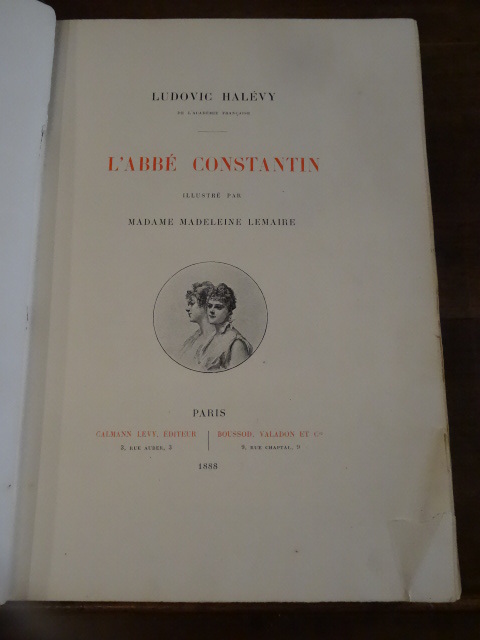 LUDOVIC HALÉVY
DE L'ACADÉMIE FRANÇAISE
L'ABBÉ CONSTANTIN
ILLUSTRÉ PAR
MADAME MADELEINE LEMAIRE
PARIS
CALMANN LÉVY, ÉDITEUR
3, RUE AUBER, 3
BOUSSOD, VALADON ET Cie
9, RUE CHAPTAL, 9
1888